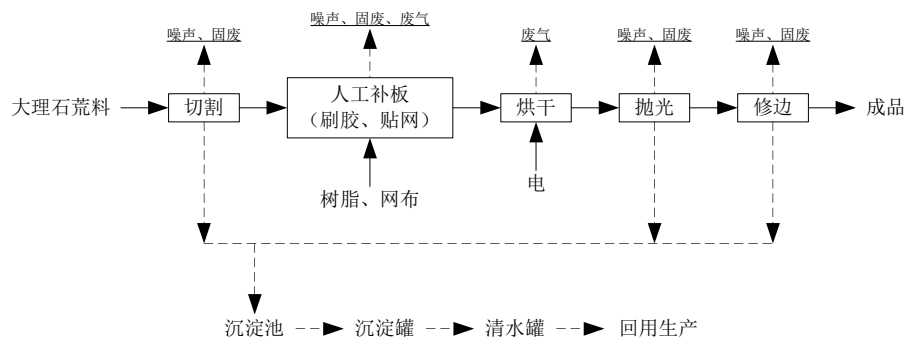 噪声、固废
噪声、固废、废气
废气
噪声、固废
噪声、固废
大理石荒料
切割
人工补板
（刷胶、贴网）
烘干
抛光
修边
成品
树脂、网布
电
沉淀池
沉淀罐
清水罐
回用生产